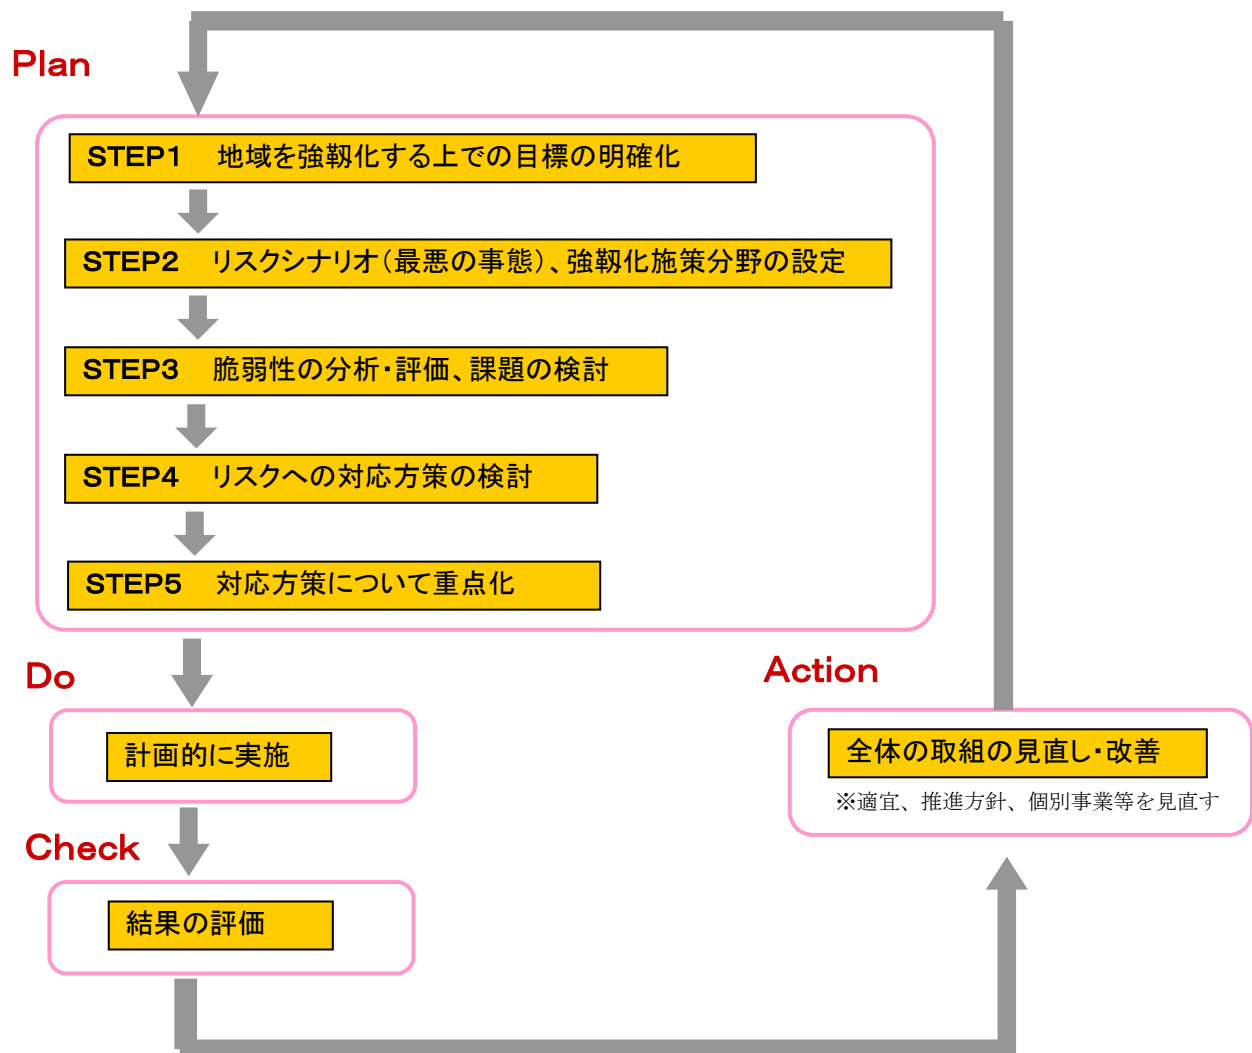 Plan
STEP1 地域を強靱化する上での目標の明確化
STEP2 リスクシナリオ(最悪の事態)、強靱化施策分野の設定
STEP3 脆弱性の分析・評価、課題の検討
STEP4 リスクへの対応方策の検討
STEP5 対応方策について重点化
Do
計画的に実施
Check
結果の評価
Action
全体の取組の見直し・改善
※適宜、推進方針、個別事業等を見直す